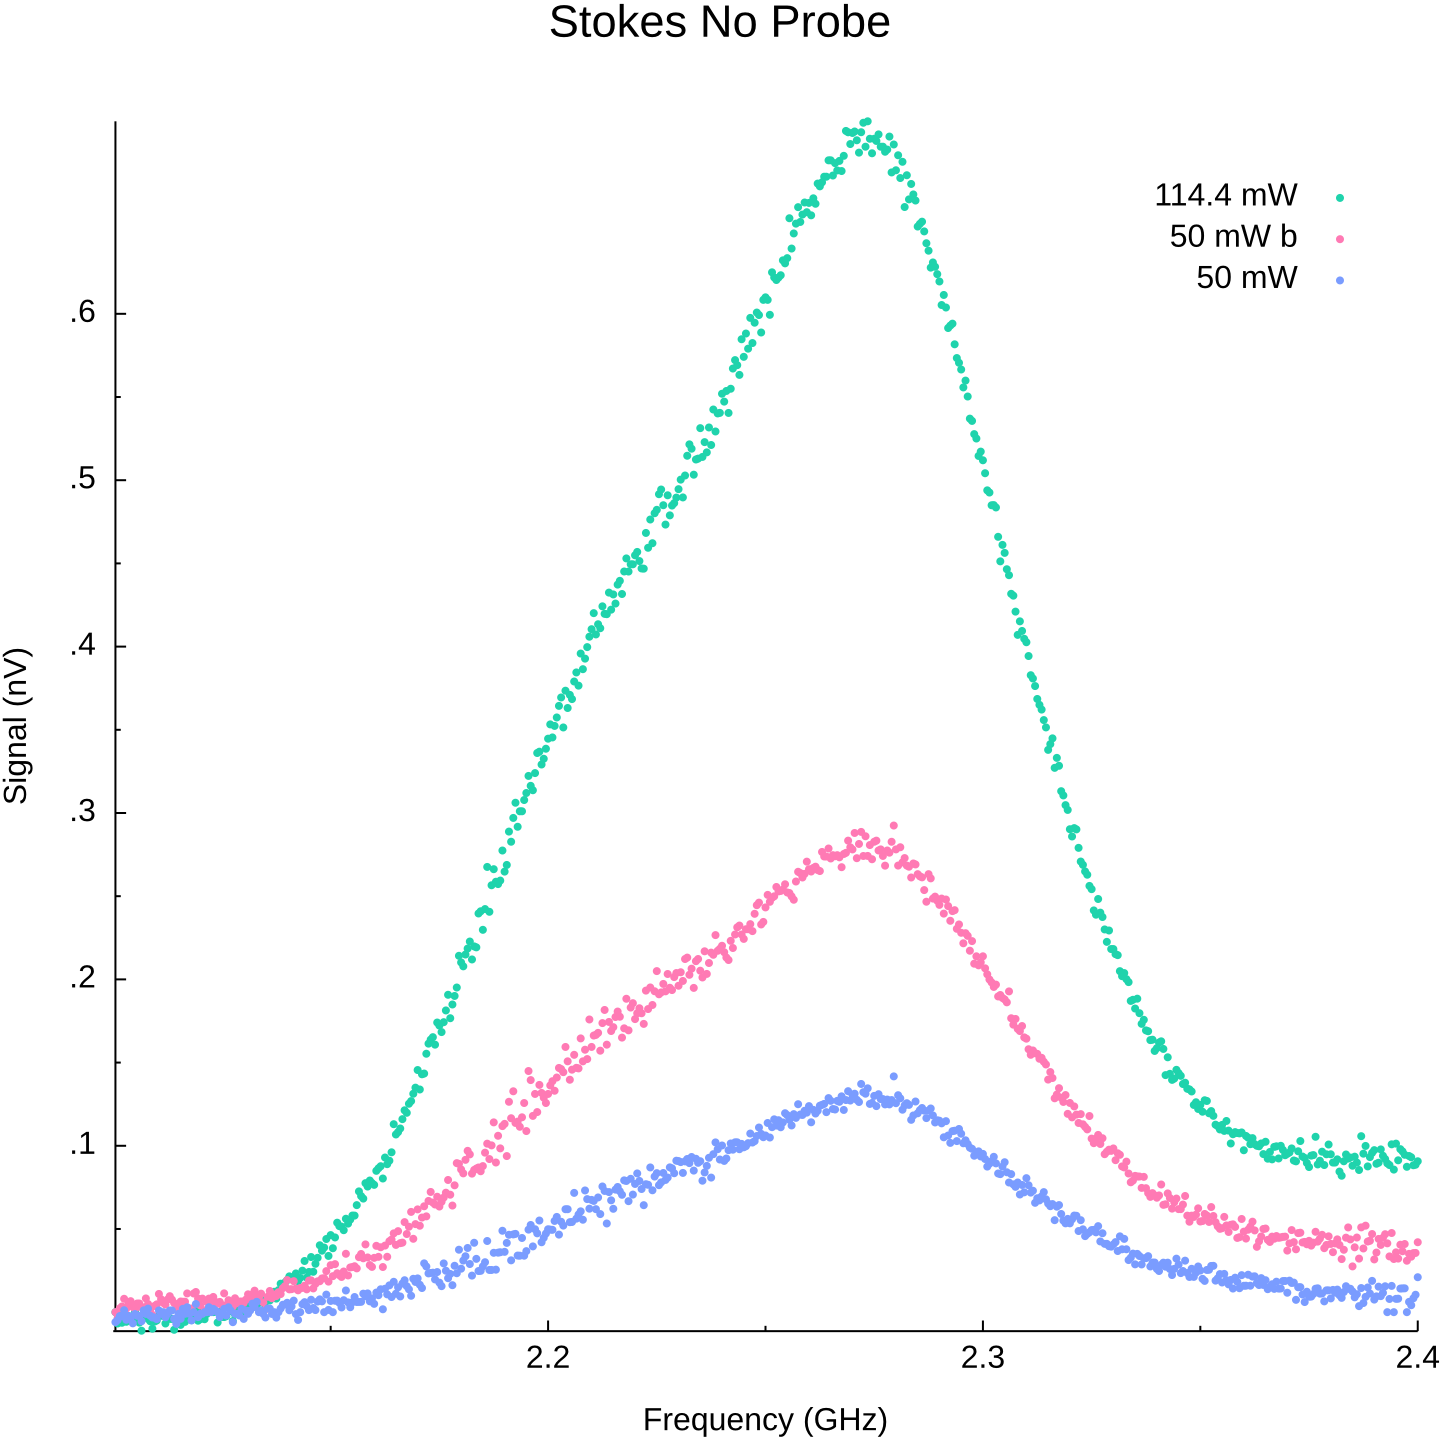 Stokes No Probe
114.4 mW
50 mW b
50 mW
.6
.5
.4
.3
.2
.1
Signal (nV)
2.2
2.3
2.4
Frequency (GHz)